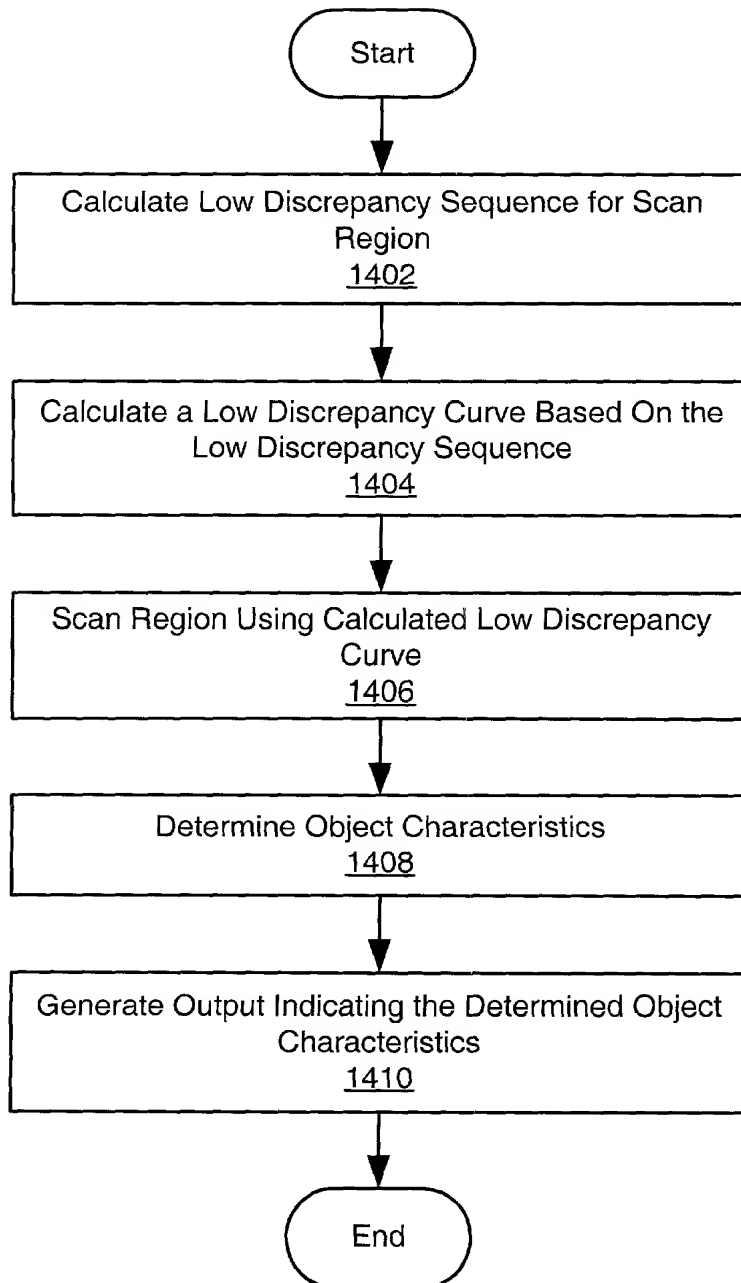 Start
Calculate Low Discrepancy Sequence for Scan
Region
1402
Calculate a Low Discrepancy Curve Based On the
Low Discrepancy Sequence
1404
Scan Region Using Calculated Low Discrepancy
Curve
1406
Determine Object Characteristics
1408
Generate Output Indicating the Determined Object
Characteristics
1410
End